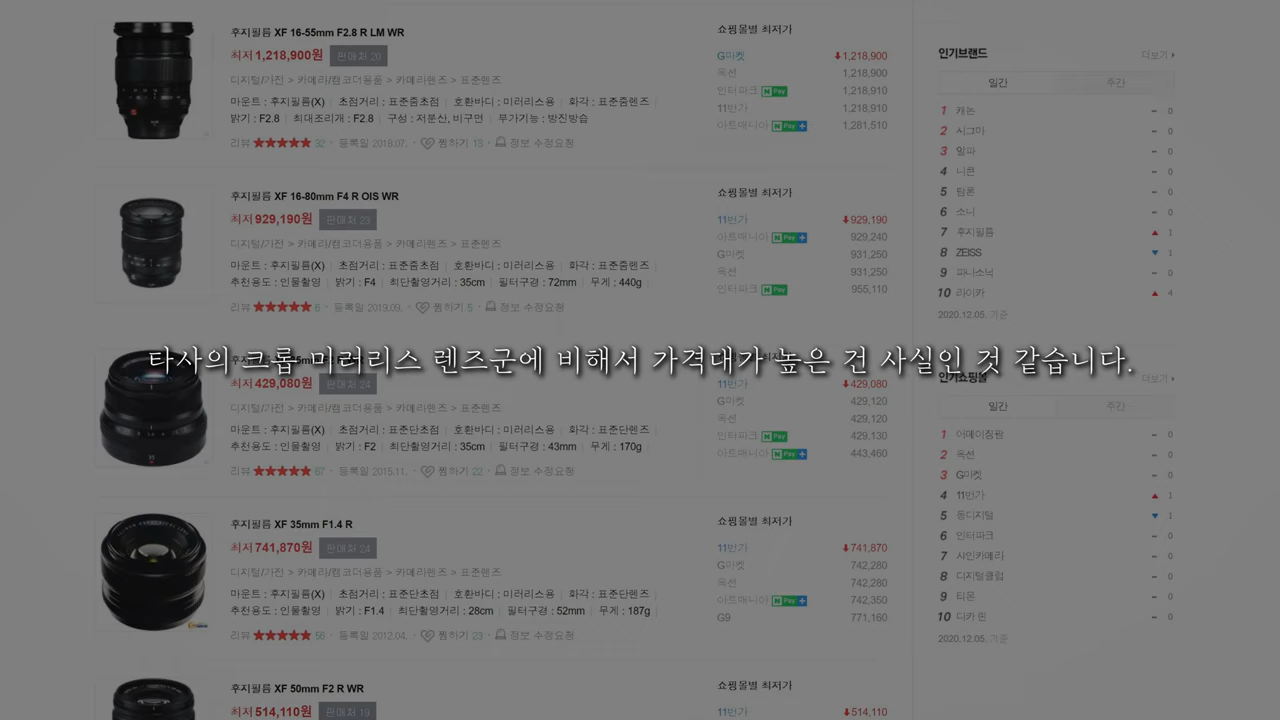 후지필름 XF 16-55mm F2.8 R LM WR
최저 1,218,900원 판매처 20
디지털/가전 > 카메라/캠코더용품 > 카메라렌즈 > 표준렌즈
마운트 : 후지필름(X) | 초점거리 : 표준줌초점 | 호환바디 : 미러리스용 | 화각 : 표준줌렌즈 |
밝기 : F2.8 | 최대조리개 : F2.8 | 구성 : 저분산, 비구면 | 부가기능 : 방진방습
리뷰 ★★★★★ 32 · 등록일 2018.07. · 찜하기 18 · 정보 수정요청
쇼핑몰별 최저가
G마켓 1,218,900
옥션 1,218,900
인터파크 N Pay 1,218,910
11번가 1,218,910
아트매니아 N Pay + 1,281,510
후지필름 XF 16-80mm F4 R OIS WR
최저 929,190원 판매처 23
디지털/가전 > 카메라/캠코더용품 > 카메라렌즈 > 표준렌즈
마운트 : 후지필름(X) | 초점거리 : 표준줌초점 | 호환바디 : 미러리스용 | 화각 : 표준줌렌즈 |
추천용도 : 인물촬영 | 밝기 : F4 | 최단촬영거리 : 35cm | 필터구경 : 72mm | 무게 : 440g |
리뷰 ★★★★★ 6 · 등록일 2019.09. · 찜하기 5 · 정보 수정요청
쇼핑몰별 최저가
11번가 929,190
아트매니아 N Pay + 929,240
G마켓 931,250
옥션 931,250
인터파크 N Pay 955,110
타사의 크롭 미러리스 렌즈군에 비해서 가격대가 높은 건 사실인 것 같습니다.
최저 429,080원 판매처 24
디지털/가전 > 카메라/캠코더용품 > 카메라렌즈 > 표준렌즈
마운트 : 후지필름(X) | 초점거리 : 표준단초점 | 호환바디 : 미러리스용 | 화각 : 표준단렌즈 |
추천용도 : 인물촬영 | 밝기 : F2 | 최단촬영거리 : 35cm | 필터구경 : 43mm | 무게 : 170g |
리뷰 ★★★★★ 67 · 등록일 2015.11. · 찜하기 22 · 정보 수정요청
11번가 429,080
G마켓 429,120
옥션 429,120
인터파크 N Pay 429,130
아트매니아 N Pay + 443,460
후지필름 XF 35mm F1.4 R
최저 741,870원 판매처 24
디지털/가전 > 카메라/캠코더용품 > 카메라렌즈 > 표준렌즈
마운트 : 후지필름(X) | 초점거리 : 표준단초점 | 호환바디 : 미러리스용 | 화각 : 표준단렌즈 |
추천용도 : 인물촬영 | 밝기 : F1.4 | 최단촬영거리 : 28cm | 필터구경 : 52mm | 무게 : 187g |
리뷰 ★★★★★ 58 · 등록일 2012.04. · 찜하기 23 · 정보 수정요청
쇼핑몰별 최저가
11번가 741,870
G마켓 742,280
옥션 742,280
아트매니아 N Pay + 742,350
G9 771,160
후지필름 XF 50mm F2 R WR
최저 514,110원 판매처 19
쇼핑몰별 최저가
11번가 514,110
인기브랜드 더보기
일간 주간
1 캐논 0
2 시그마 0
3 알파 0
4 니콘 0
5 탐론 0
6 소니 0
7 후지필름 1
8 ZEISS 1
9 파나소닉 0
10 라이카 4
2020.12.05. 기준
인기쇼핑몰 더보기
일간 주간
1 어메이징팜 0
2 옥션 0
3 G마켓 0
4 11번가 1
5 롱디지털 1
6 인터파크 0
7 샤인카메라 0
8 디지털클럽 0
9 티몬 0
10 디카 린 0
2020.12.05. 기준